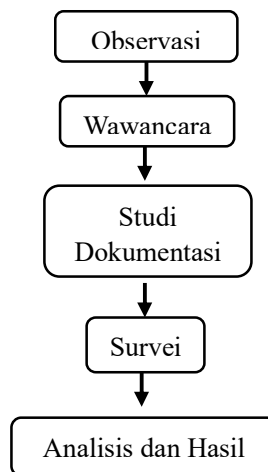 Observasi
Wawancara
Studi
Dokumentasi
Survei
Analisis dan Hasil